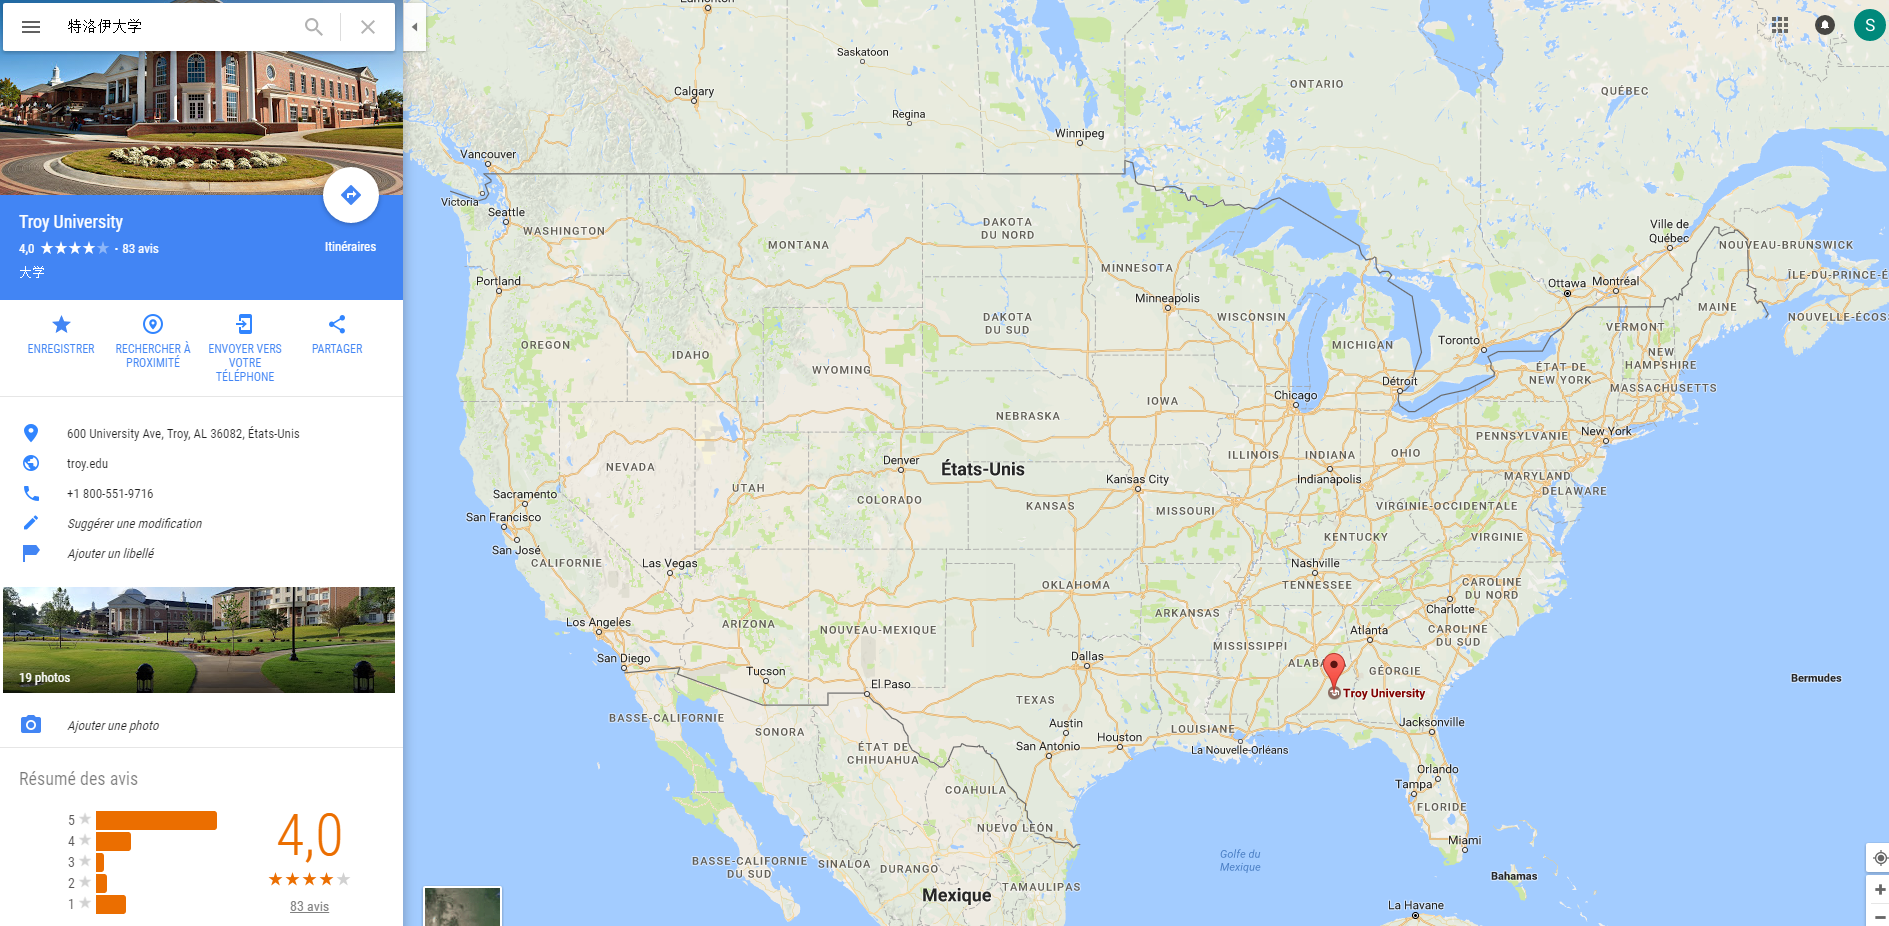 特洛伊大学
Troy University
4,0 ★★★★★ · 83 avis
大学
Itinéraires
ENREGISTRER
RECHERCHER À
PROXIMITÉ
ENVOYER VERS
VOTRE
TÉLÉPHONE
PARTAGER
600 University Ave, Troy, AL 36082, États-Unis
troy.edu
+1 800-551-9716
Suggérer une modification
Ajouter un libellé
19 photos
Ajouter une photo
Résumé des avis
5
4
3
2
1
4,0
83 avis
S
Edmonton
Saskatoon
Calgary
Regina
Winnipeg
ONTARIO
QUÉBEC
Vancouver
Victoria
Seattle
WASHINGTON
MONTANA
DAKOTA
DU NORD
MINNESOTA
Ville de
Québec
NOUVEAU-BRUNSWICK
ÎLE-DU-PRINCE-É
Portland
Minneapolis
Ottawa
Montréal
MAINE
NOUVELLE-ÉCOS
DAKOTA
DU SUD
WISCONSIN
VERMONT
OREGON
IDAHO
MICHIGAN
Toronto
NEW
HAMPSHIRE
WYOMING
ÉTAT DE
NEW YORK
MASSACHUSETTS
Détroit
Chicago
IOWA
NEBRASKA
PENNSYLVANIE
New York
NEVADA
Denver
États-Unis
ILLINOIS
INDIANA
OHIO
UTAH
COLORADO
Kansas City
Indianapolis
MARYLAND
DELAWARE
Sacramento
San Francisco
KANSAS
MISSOURI
VIRGINIE-OCCIDENTALE
VIRGINIE
San José
CALIFORNIE
Las Vegas
KENTUCKY
Nashville
TENNESSEE
OKLAHOMA
CAROLINE
DU NORD
Charlotte
ARKANSAS
Los Angeles
ARIZONA
NOUVEAU-MEXIQUE
Atlanta
CAROLINE
DU SUD
MISSISSIPPI
San Diego
Tucson
Dallas
ALABA
GÉORGIE
El Paso
Troy University
Bermudes
TEXAS
BASSE-CALIFORNIE
SONORA
Austin
Houston
LOUISIANE
Jacksonville
San Antonio
La Nouvelle-Orléans
ÉTAT DE
CHIHUAHUA
Orlando
Tampa
COAHUILA
FLORIDE
NUEVO LEÓN
Miami
BASSE-CALIFORNIE
DU SUD
SINALOA
DURANGO
Golfe du
Mexique
Bahamas
Mexique
TAMAULIPAS
La Havane